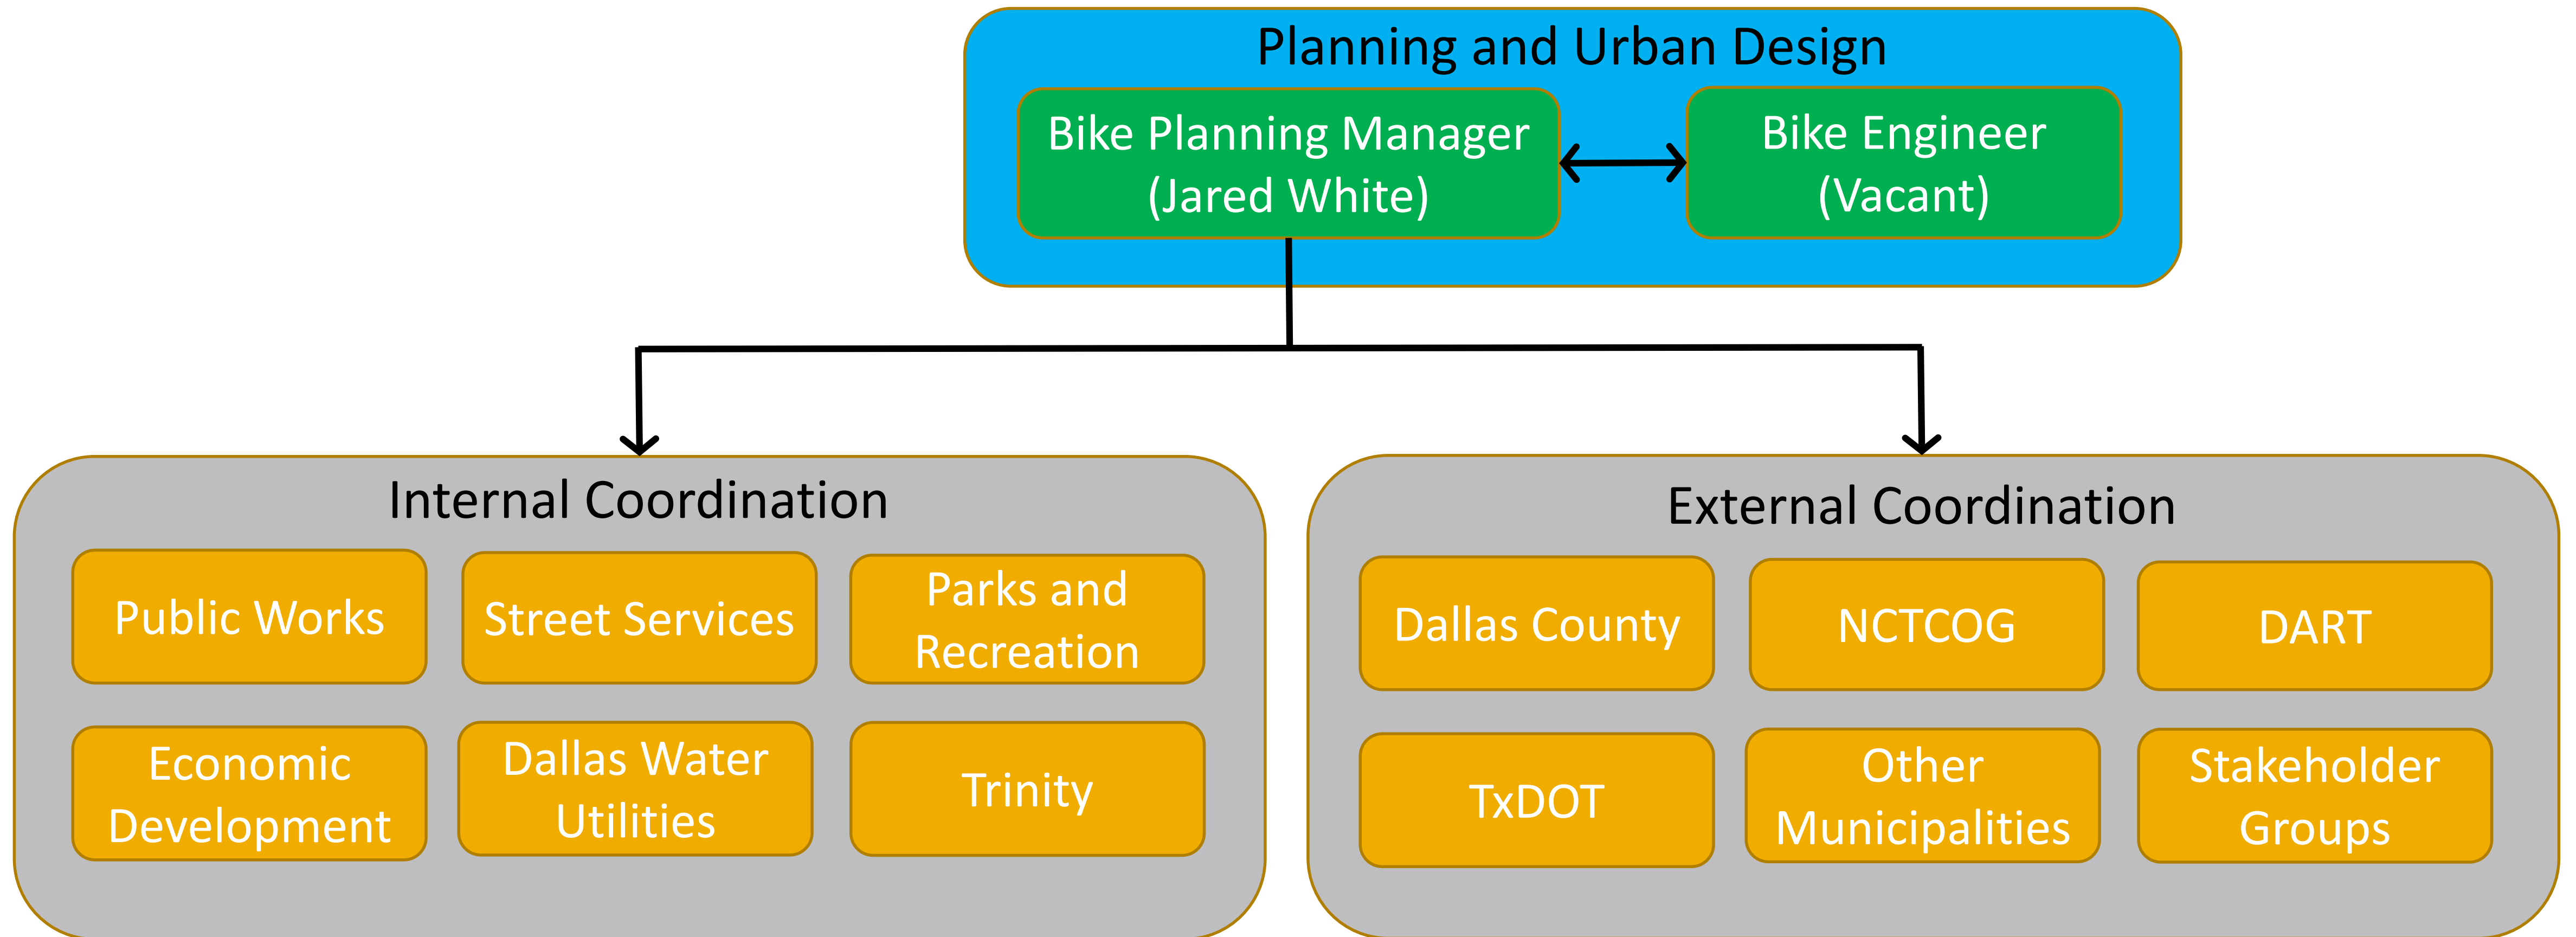 Planning and Urban Design
Bike Planning Manager
(Jared White)
Bike Engineer
(Vacant)
Internal Coordination
Public Works
Street Services
Parks and
Recreation
Economic
Development
Dallas Water
Utilities
Trinity
External Coordination
Dallas County
NCTCOG
DART
TxDOT
Other
Municipalities
Stakeholder
Groups